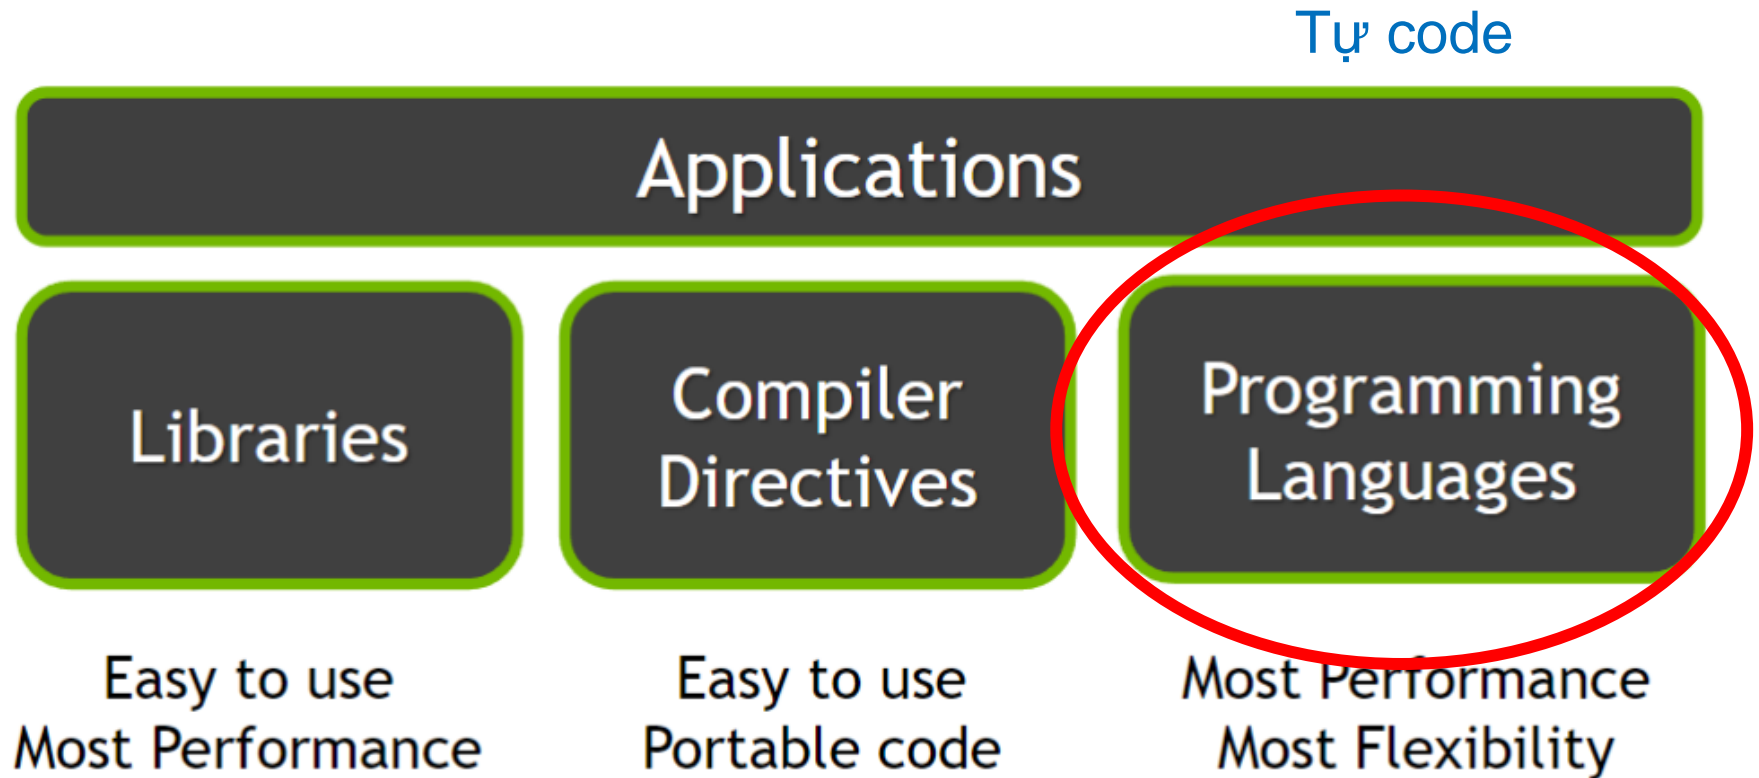 Tự code
Applications
Libraries
Compiler
Directives
Programming
Languages
Easy to use
Most Performance
Easy to use
Portable code
Most Performance
Most Flexibility